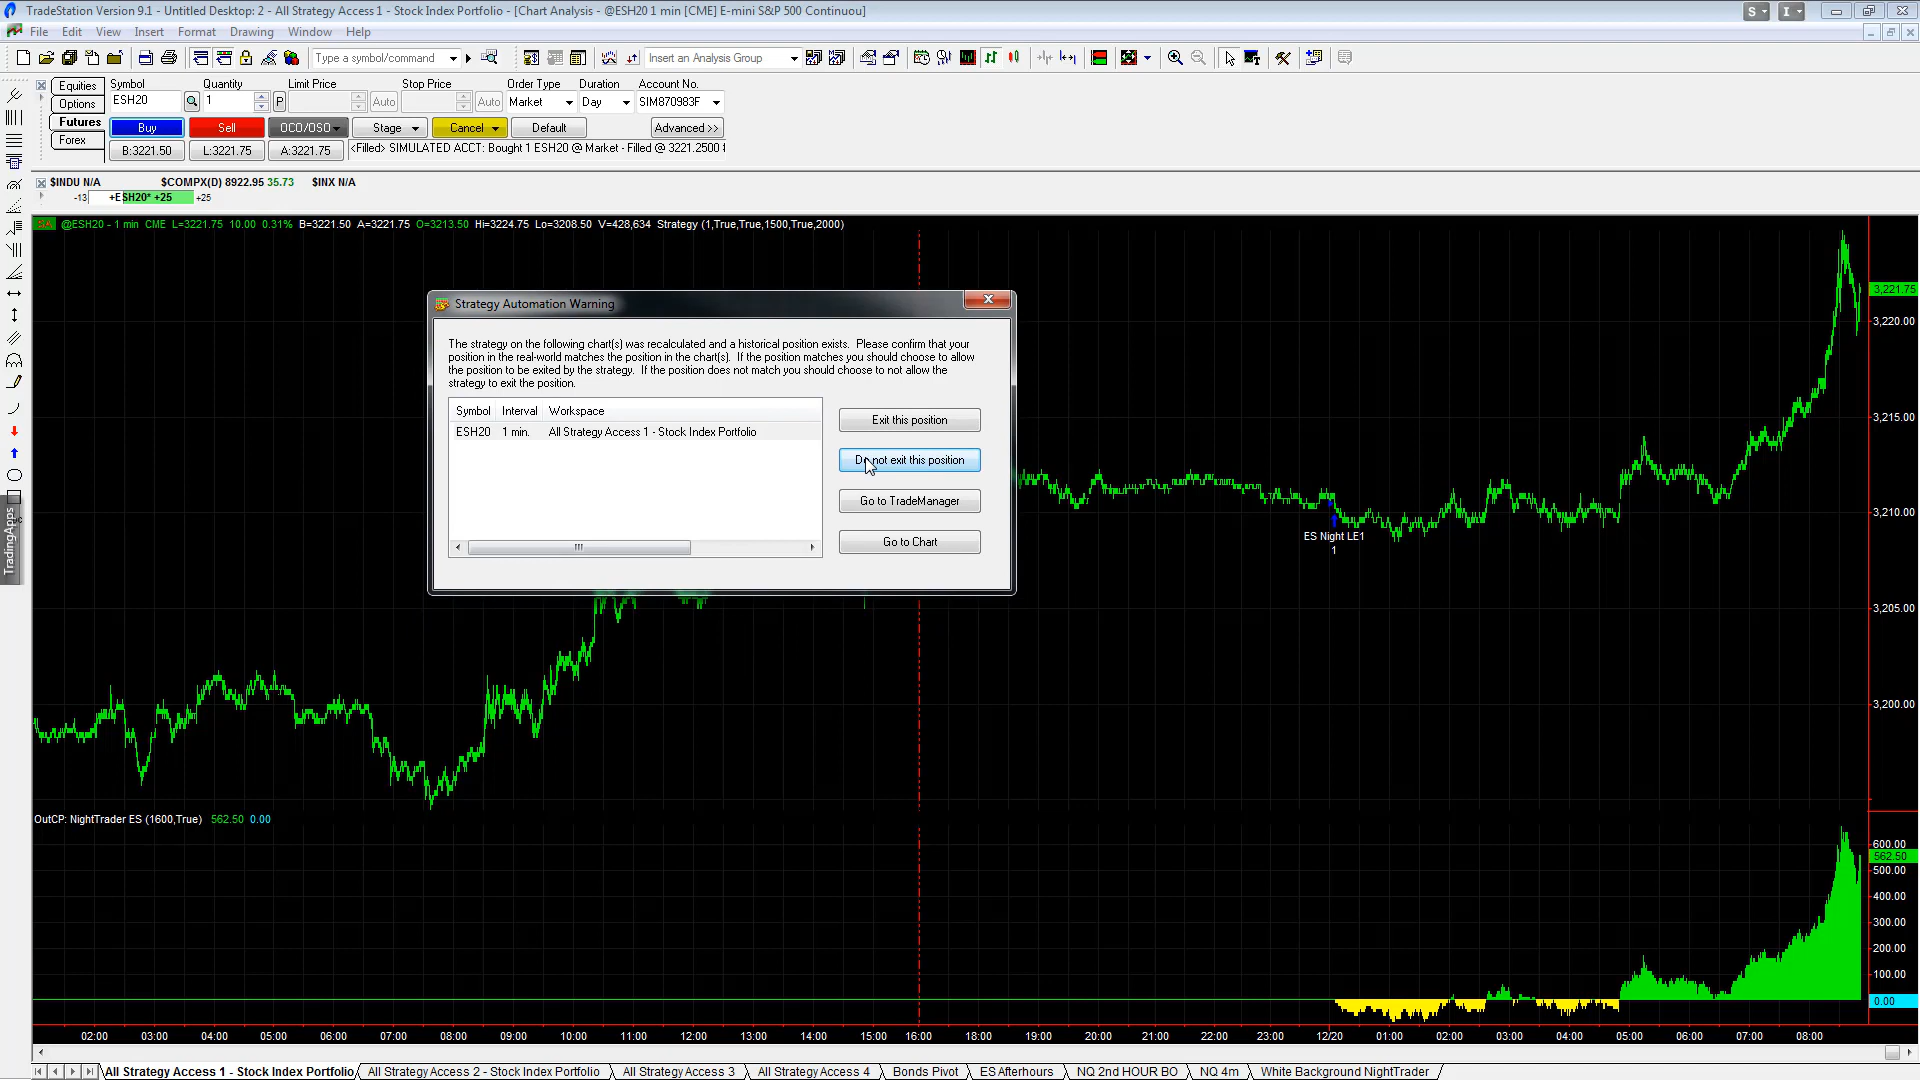 TradeStation Version 9.1 - Untitled Desktop: 2 - All Strategy Access 1 - Stock Index Portfolio - [Chart Analysis - @ESH20 1 min [CME] E-mini S&P 500 Continuou]
S I
File Edit View Insert Format Drawing Window Help
Type a symbol/command Insert an Analysis Group
Equities Symbol Quantity Limit Price Stop Price Order Type Duration Account No.
Options ESH20 1 P Auto Auto Market Day SIM870983F
Futures Buy Sell OCO/OSO Stage Cancel Default Advanced >>
Forex B:3221.50 L:3221.75 A:3221.75 <Filled> SIMULATED ACCT: Bought 1 ESH20 @ Market - Filled @ 3221.2500
$INDU N/A $COMPX(D) 8922.95 35.73 $INX N/A
-13 +ESH20* +25 +25
@ESH20 - 1 min CME L=3221.75 10.00 0.31% B=3221.50 A=3221.75 O=3213.50 Hi=3224.75 Lo=3208.50 V=428,634 Strategy (1,True,True,1500,True,2000)
Strategy Automation Warning
The strategy on the following chart(s) was recalculated and a historical position exists. Please confirm that your
position in the real-world matches the position in the chart(s). If the position matches you should choose to allow
the position to be exited by the strategy. If the position does not match you should choose to not allow the
strategy to exit the position.
Symbol Interval Workspace
ESH20 1 min. All Strategy Access 1 - Stock Index Portfolio
Exit this position
Do not exit this position
Go to TradeManager
Go to Chart
TradingApps
ES Night LE1
1
3,221.75
3,220.00
3,215.00
3,210.00
3,205.00
3,200.00
OutCP: NightTrader ES (1600,True) 562.50 0.00
600.00
562.50
500.00
400.00
300.00
200.00
100.00
0.00
02:00 03:00 04:00 05:00 06:00 07:00 08:00 09:00 10:00 11:00 12:00 13:00 14:00 15:00 16:00 17:00 18:00 19:00 20:00 21:00 22:00 23:00 12/20 01:00 02:00 03:00 04:00 05:00 06:00 07:00 08:00
All Strategy Access 1 - Stock Index Portfolio All Strategy Access 2 - Stock Index Portfolio All Strategy Access 3 All Strategy Access 4 Bonds Pivot ES Afterhours NQ 2nd HOUR BO NQ 4m White Background NightTrader